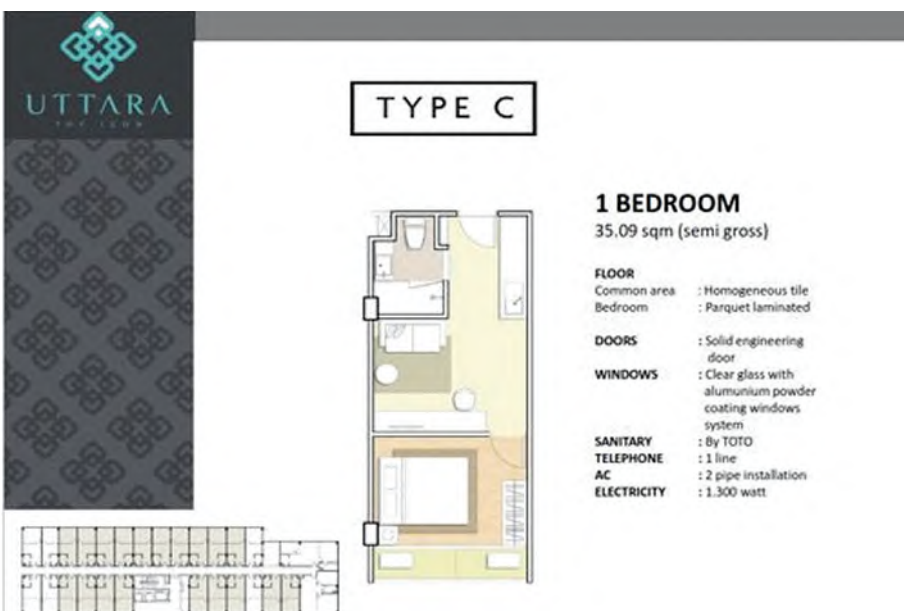 UTTARA
THE ICON
TYPE C
1 BEDROOM
35.09 sqm (semi gross)
FLOOR
Common area : Homogeneous tile
Bedroom : Parquet laminated
DOORS : Solid engineering
door
WINDOWS : Clear glass with
alumunium powder
coating windows
system
SANITARY : By TOTO
TELEPHONE : 1 line
AC : 2 pipe installation
ELECTRICITY : 1.300 watt